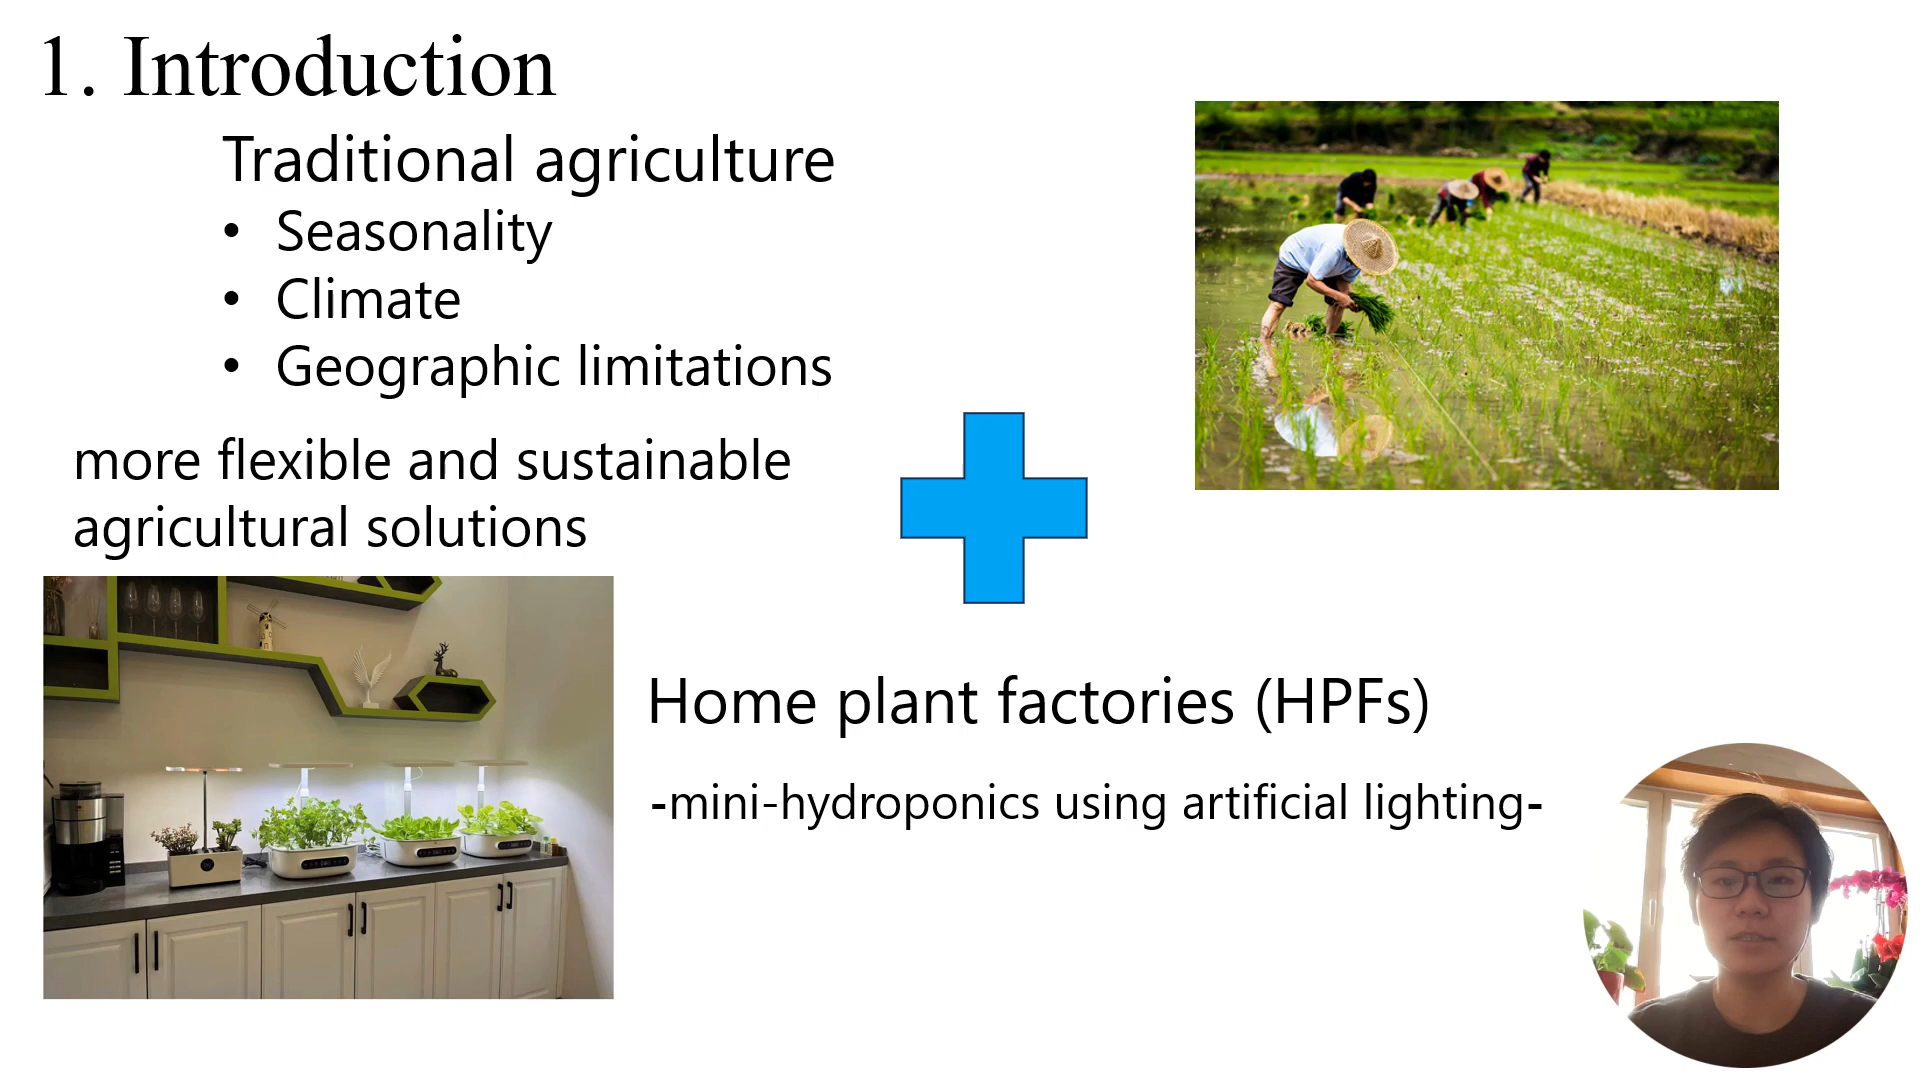 1. Introduction
Traditional agriculture
• Seasonality
• Climate
• Geographic limitations
more flexible and sustainable
agricultural solutions
Home plant factories (HPFs)
-mini-hydroponics using artificial lighting-